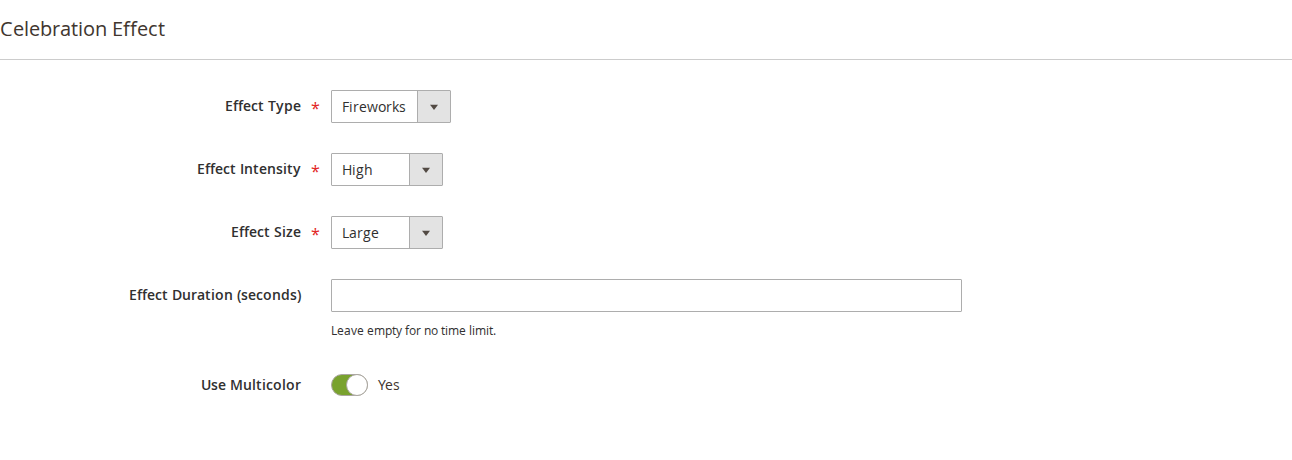 Celebration Effect
Effect Type * Fireworks
Effect Intensity * High
Effect Size * Large
Effect Duration (seconds)
Leave empty for no time limit.
Use Multicolor Yes